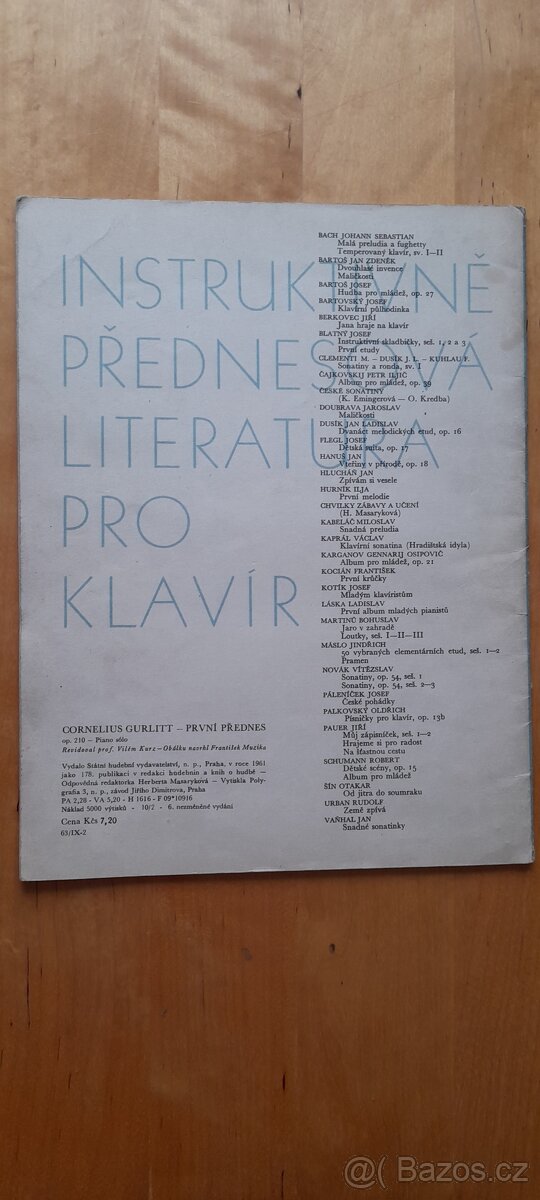 INSTRUKTIVNĚ
PŘEDNESOVÁ
LITERATURA
PRO
KLAVÍR
BACH JOHANN SEBASTIAN
Malá preludia a fughetty
Temperovaný klavír, sv. I—II
BARTOŠ JAN ZDENĚK
Dvouhlasé invence
Maličkosti
BARTOŠ JOSEF
Hudba pro mládež, op. 27
BARTOVSKÝ JOSEF
Klavírní půlhodinka
BERKOVEC JIŘÍ
Jana hraje na klavír
BLATNÝ JOSEF
Instruktivní skladbičky, seš. 1, 2 a 3
První etudy
CLEMENTI M. – DUSÍK J. L. – KUHLAU F.
Sonatiny a ronda, sv. I
ČAJKOVSKIJ PETR ILJIČ
Album pro mládež, op. 39
ČESKÉ SONATINY
(K. Emingerová — O. Kredba)
DOUBRAVA JAROSLAV
Maličkosti
DUSÍK JAN LADISLAV
Dvanáct melodických etud, op. 16
FLEGL JOSEF
Dětská suita, op. 17
HANUŠ JAN
Vteřiny v přírodě, op. 18
HLUCHÁŇ JAN
Zpívám si vesele
HURNÍK ILJA
První melodie
CHVILKY ZÁBAVY A UČENÍ
(H. Masaryková)
KABELÁČ MILOSLAV
Snadná preludia
KAPRÁL VÁCLAV
Klavírní sonatina (Hradištská idyla)
KARGANOV GENNARIJ OSIPOVIČ
Album pro mládež, op. 21
KOCIÁN FRANTIŠEK
První krůčky
KOTÍK JOSEF
Mladým klavíristům
LÁSKA LADISLAV
První album mladých pianistů
MARTINŮ BOHUSLAV
Jaro v zahradě
Loutky, seš. I—II—III
MÁSLO JINDŘICH
50 vybraných elementárních etud, seš. 1—2
Pramen
NOVÁK VÍTĚZSLAV
Sonatiny, op. 54, seš. 1
Sonatiny, op. 54, seš. 2—3
PÁLENÍČEK JOSEF
České pohádky
PALKOVSKÝ OLDŘICH
Písničky pro klavír, op. 13b
PAUER JIŘÍ
Můj zápisníček, seš. 1—2
Hrajeme si pro radost
Na šťastnou cestu
SCHUMANN ROBERT
Dětské scény, op. 15
Album pro mládež
ŠÍN OTAKAR
Od jitra do soumraku
URBAN RUDOLF
Země zpívá
VAŇHAL JAN
Snadné sonatinky
CORNELIUS GURLITT – PRVNÍ PŘEDNES
op. 210 – Piano sólo
Revidoval prof. Vilém Kurz – Obálku navrhl František Muzika
Vydalo Státní hudební vydavatelství, n. p., Praha, v roce 1961
jako 178. publikaci v redakci hudebnin a knih o hudbě —
Odpovědná redaktorka Herberta Masaryková — Vytiskla Poly-
grafia 3, n. p., závod Jiřího Dimitrova, Praha
PA 2,28 - VA 5,20 - H 1616 - F 09*10916
Náklad 5000 výtisků - 10/2 - 6. nezměněné vydání
Cena Kčs 7,20
63/IX-2
@( Bazos.cz